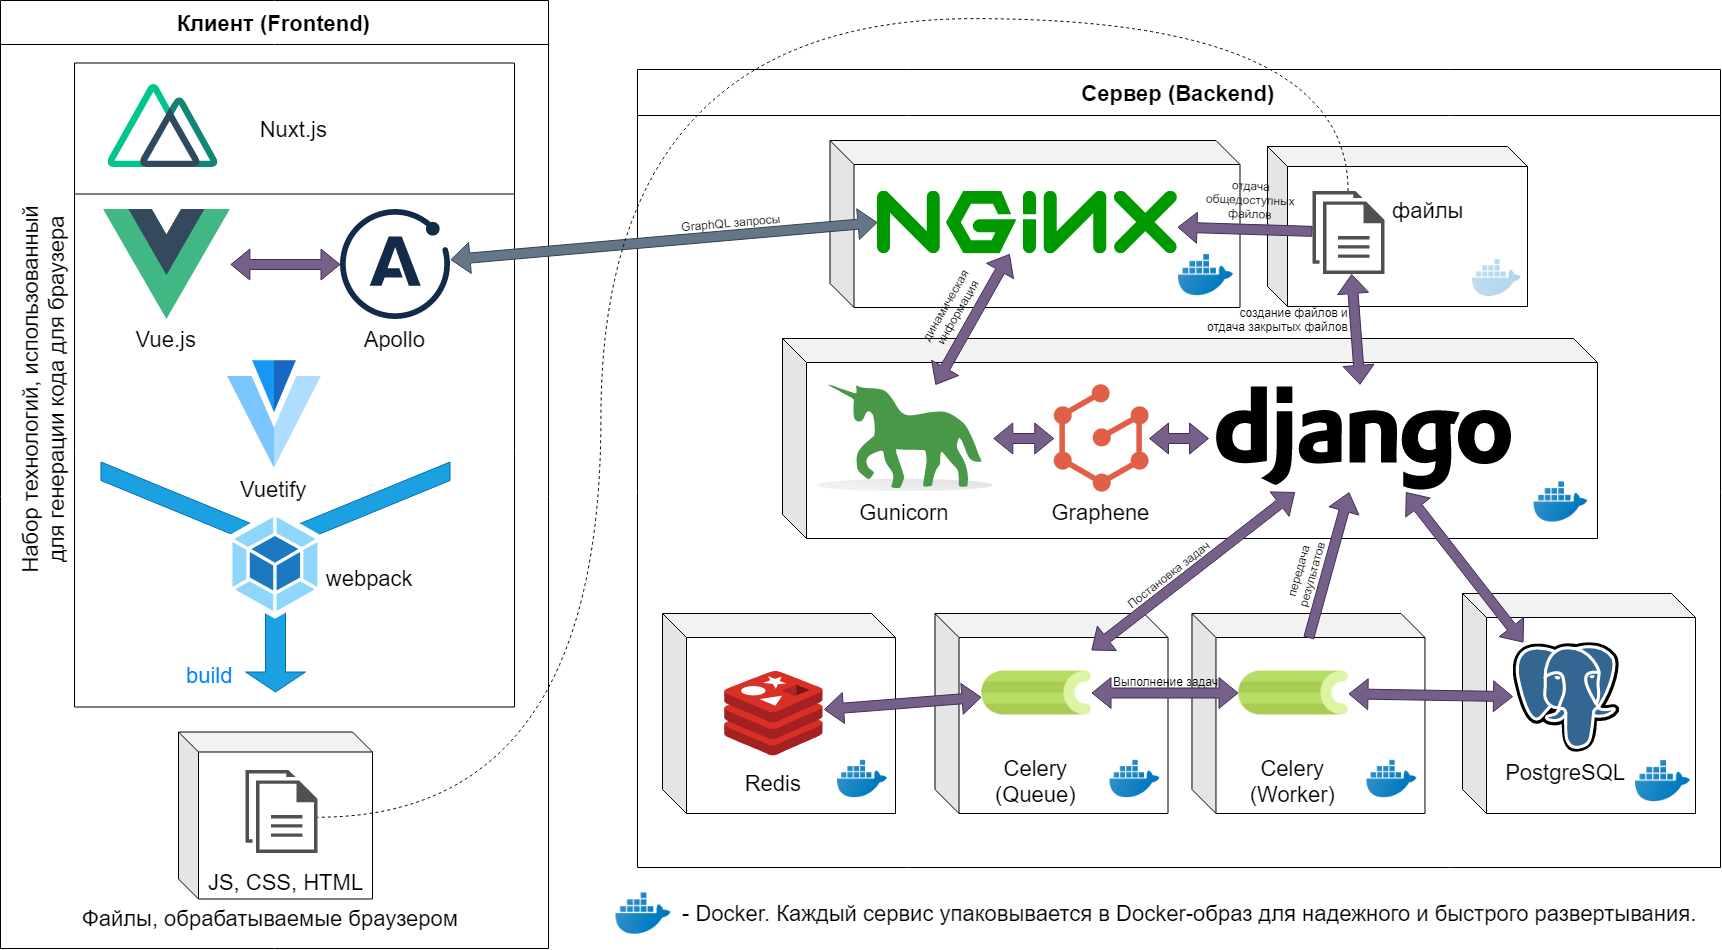 Клиент (Frontend)
Nuxt.js
Набор технологий, использованный
для генерации кода для браузера
Vue.js
Apollo
Vuetify
webpack
build
JS, CSS, HTML
Файлы, обрабатываемые браузером
GraphQL запросы
Сервер (Backend)
NGiNX
отдача
общедоступных
файлов
файлы
динамическая
информация
создание файлов и
отдача закрытых файлов
Gunicorn
Graphene
django
Постановка задач
передача
результатов
Redis
Celery
(Queue)
Выполнение задач
Celery
(Worker)
PostgreSQL
- Docker. Каждый сервис упаковывается в Docker-образ для надежного и быстрого развертывания.